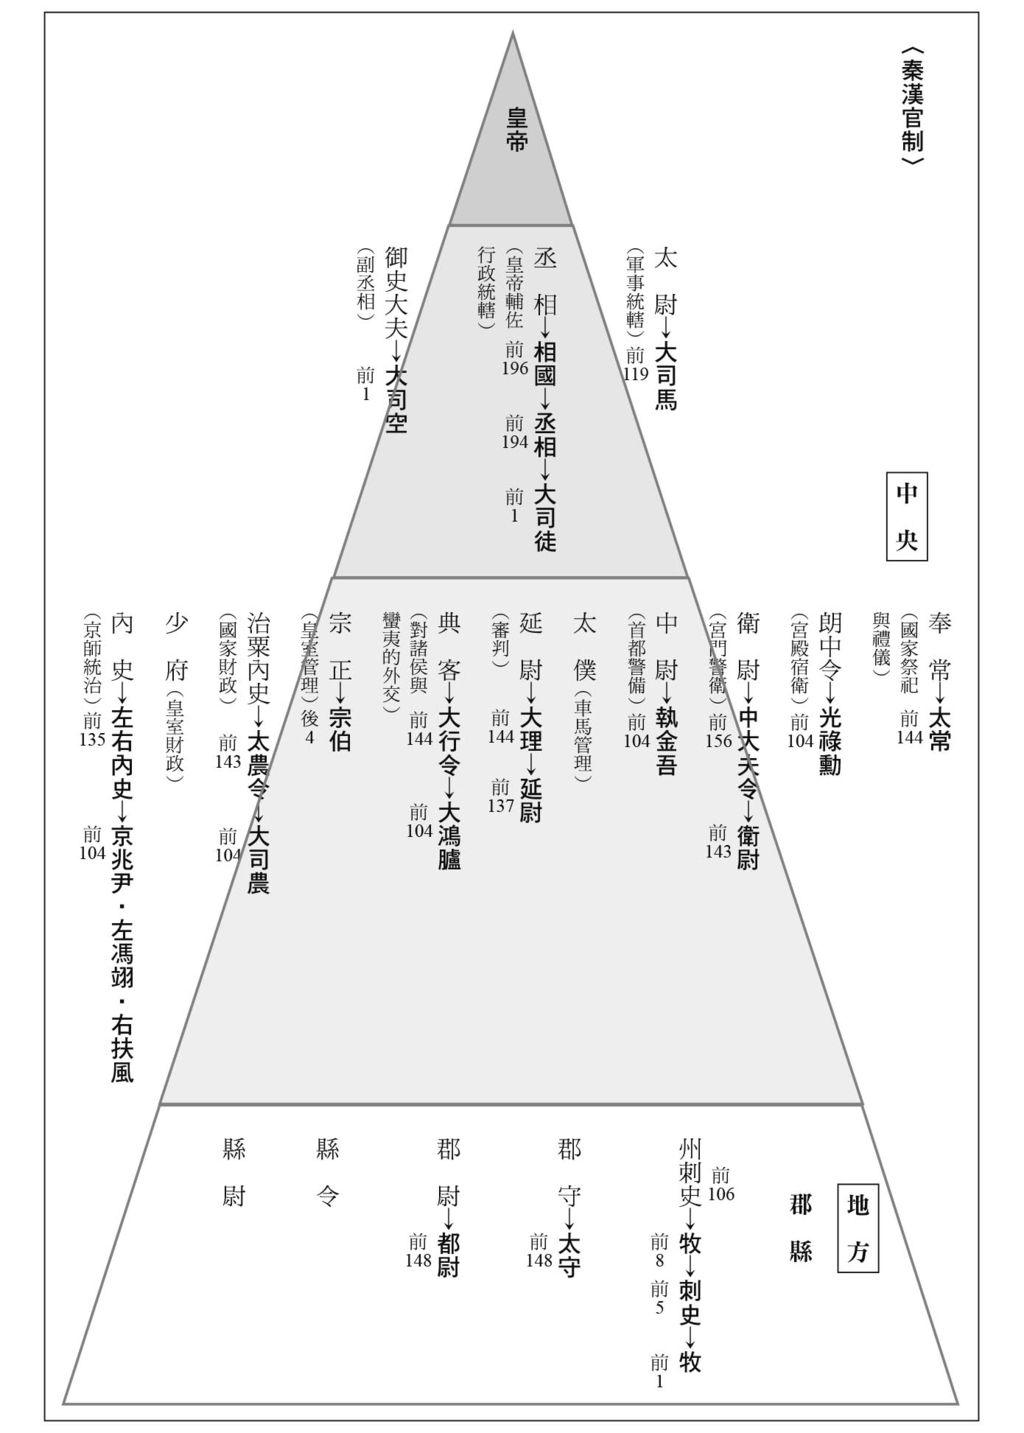 〈秦漢官制〉
皇帝
中央
太尉→大司馬
(軍事統轄)前119
丞相→相國→丞相→大司徒
(皇帝輔佐 前196 前194 前1
行政統轄)
御史大夫→大司空
(副丞相) 前1
奉常→太常
(國家祭祀 前144
與禮儀)
朗中令→光祿勳
(宮殿宿衛)前104
衛尉→中大夫令→衛尉
(宮門警衛)前156 前143
中尉→執金吾
(首都警備)前104
太僕(車馬管理)
延尉→大理→延尉
(審判) 前144 前137
典客→大行令→大鴻臚
(對諸侯與 前144 前104
蠻夷的外交)
宗正→宗伯
(皇室管理)後4
治粟內史→太農令→大司農
(國家財政) 前143 前104
少府(皇室財政)
內史→左右內史→京兆尹・左馮翊・右扶風
(京師統治)前135 前104
地方
郡縣
前106
州刺史→牧→刺史→牧
前8 前5 前1
郡守→太守
前148
郡尉→都尉
前148
縣令
縣尉